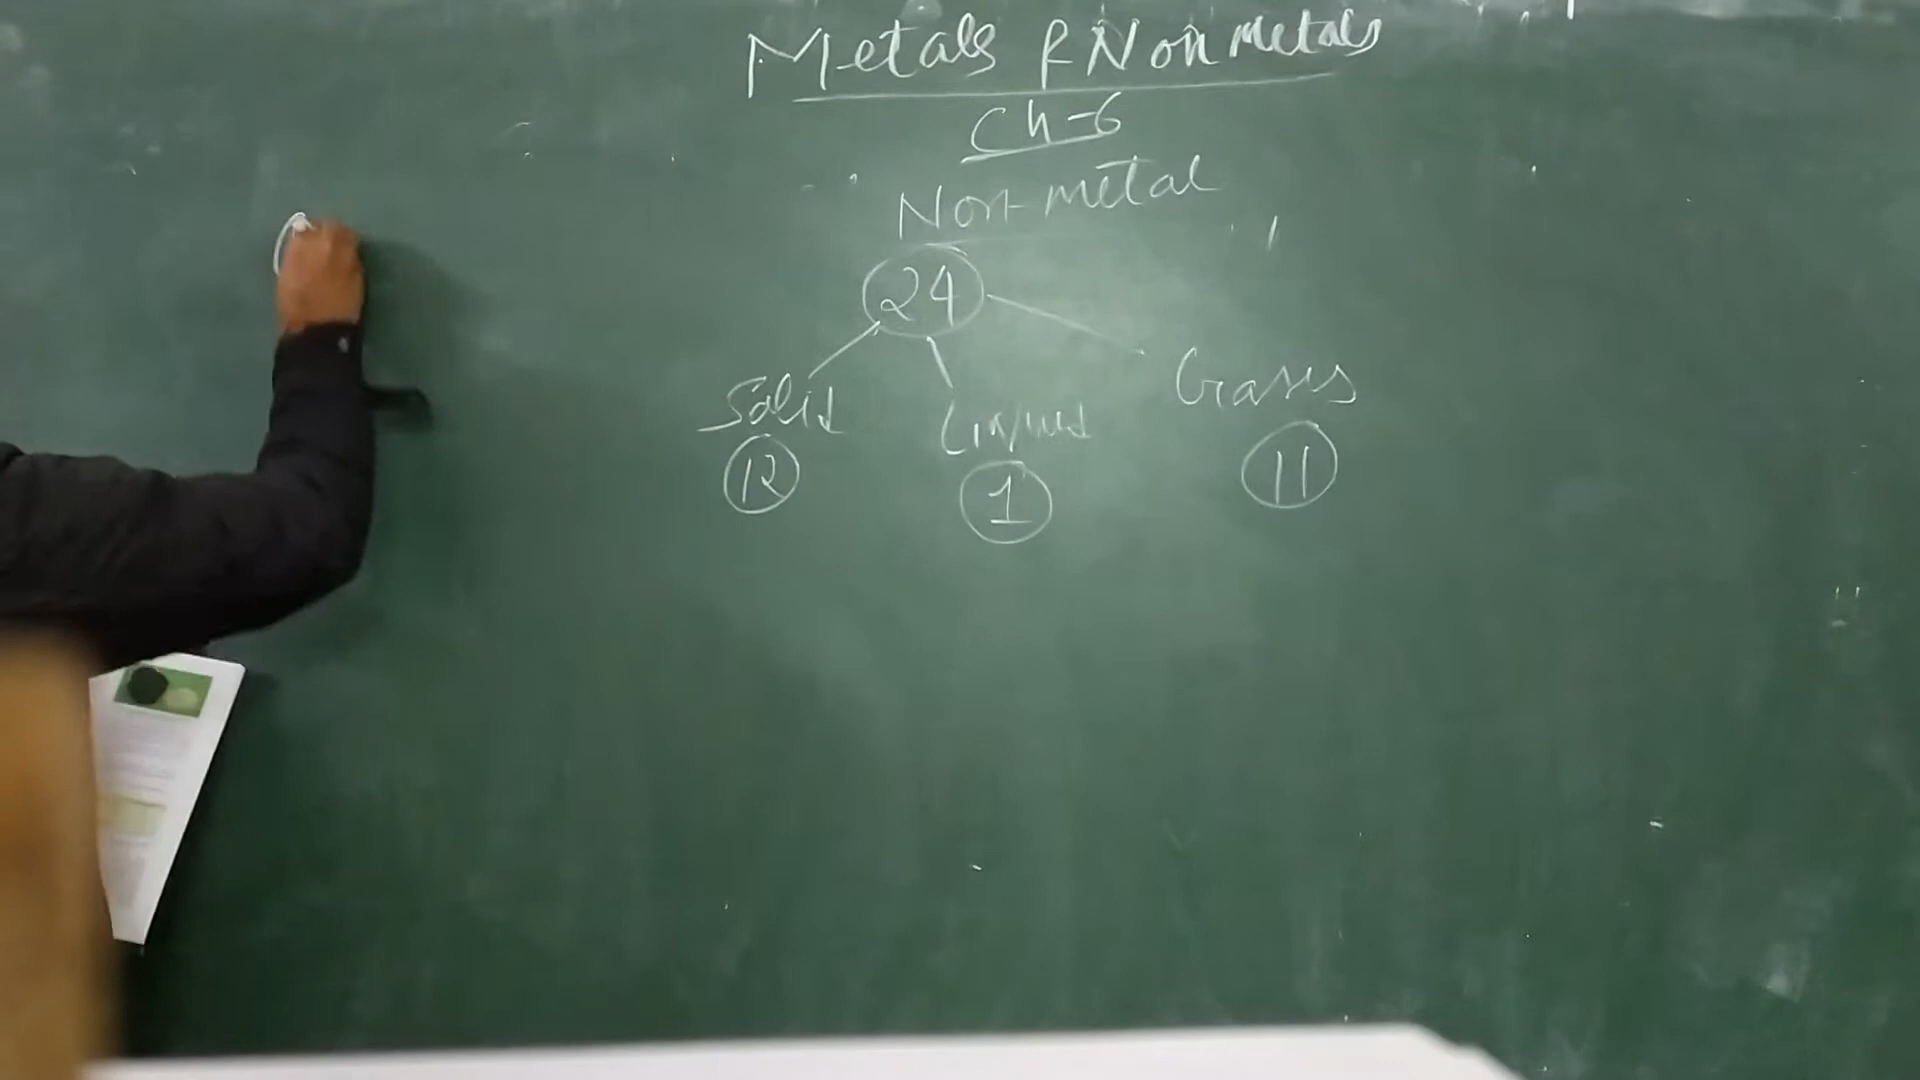 Metals & Non metals
Ch-6
Non-metal
24
Solid Liquid Gases
12 1 11